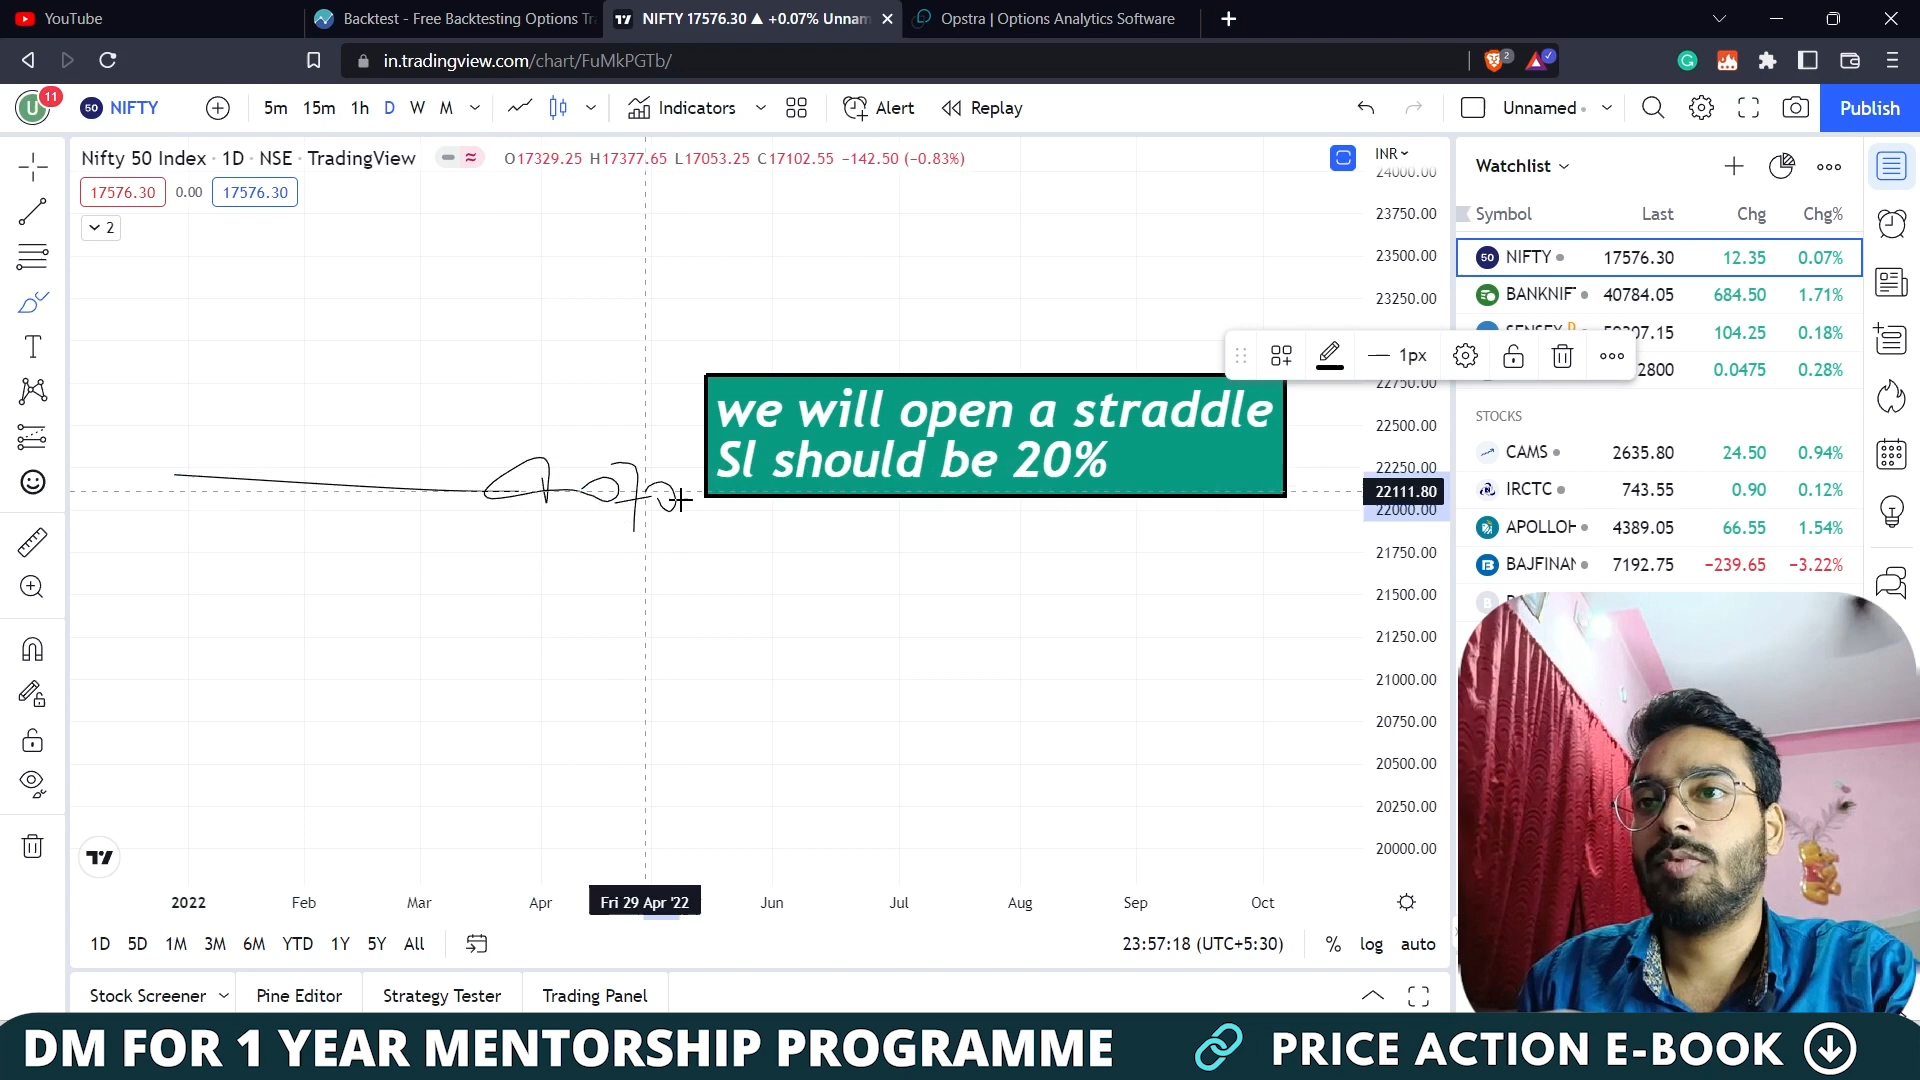 YouTube
Backtest - Free Backtesting Options Tr
NIFTY 17576.30 ▲ +0.07% Unnam
Opstra | Options Analytics Software
in.tradingview.com/chart/FuMkPGTb/
2
U 11
50 NIFTY
5m 15m 1h D W M
Indicators
Alert
Replay
Unnamed
Publish
Nifty 50 Index · 1D · NSE · TradingView
O17329.25 H17377.65 L17053.25 C17102.55 −142.50 (−0.83%)
17576.30 0.00 17576.30
2
INR
24000.00
23750.00
23500.00
23250.00
22750.00
22500.00
22250.00
22111.80
22000.00
21750.00
21500.00
21250.00
21000.00
20750.00
20500.00
20250.00
20000.00
1px
we will open a straddle
Sl should be 20%
2022 Feb Mar Apr Fri 29 Apr '22 Jun Jul Aug Sep Oct
1D 5D 1M 3M 6M YTD 1Y 5Y All
23:57:18 (UTC+5:30) % log auto
Stock Screener Pine Editor Strategy Tester Trading Panel
Watchlist
Symbol Last Chg Chg%
50 NIFTY 17576.30 12.35 0.07%
BANKNIF 40784.05 684.50 1.71%
104.25 0.18%
2800 0.0475 0.28%
STOCKS
CAMS 2635.80 24.50 0.94%
IRCTC 743.55 0.90 0.12%
APOLLOH 4389.05 66.55 1.54%
BAJFINAN 7192.75 −239.65 −3.22%
DM FOR 1 YEAR MENTORSHIP PROGRAMME
PRICE ACTION E-BOOK